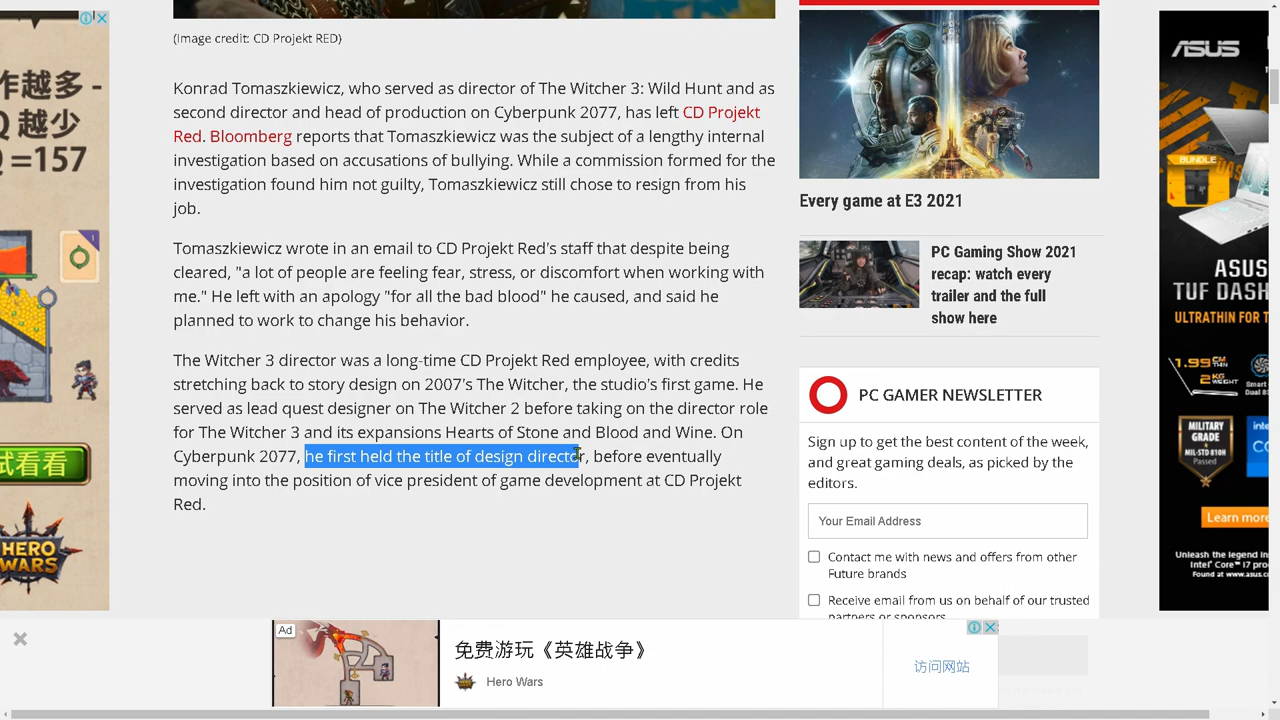 作越多 -
Q 越少
Q =157
试看看
HERO
WARS
(Image credit: CD Projekt RED)
Konrad Tomaszkiewicz, who served as director of The Witcher 3: Wild Hunt and as
second director and head of production on Cyberpunk 2077, has left CD Projekt
Red. Bloomberg reports that Tomaszkiewicz was the subject of a lengthy internal
investigation based on accusations of bullying. While a commission formed for the
investigation found him not guilty, Tomaszkiewicz still chose to resign from his
job.
Tomaszkiewicz wrote in an email to CD Projekt Red's staff that despite being
cleared, "a lot of people are feeling fear, stress, or discomfort when working with
me." He left with an apology "for all the bad blood" he caused, and said he
planned to work to change his behavior.
The Witcher 3 director was a long-time CD Projekt Red employee, with credits
stretching back to story design on 2007's The Witcher, the studio's first game. He
served as lead quest designer on The Witcher 2 before taking on the director role
for The Witcher 3 and its expansions Hearts of Stone and Blood and Wine. On
Cyberpunk 2077, he first held the title of design director, before eventually
moving into the position of vice president of game development at CD Projekt
Red.
Every game at E3 2021
PC Gaming Show 2021
recap: watch every
trailer and the full
show here
PC GAMER NEWSLETTER
Sign up to get the best content of the week,
and great gaming deals, as picked by the
editors.
Your Email Address
Contact me with news and offers from other
Future brands
Receive email from us on behalf of our trusted
partners or sponsors
ASUS
BUNDLE
ASUS
TUF DASH
ULTRATHIN FOR T
1.99 CM THIN
2 KG WEIGHT
MILITARY
GRADE
MIL-STD 810H
Passed
Learn more
Unleash the legend in
Intel® Core™ i7 pro
Found at www.asus.c
Ad
免费游玩《英雄战争》
Hero Wars
访问网站